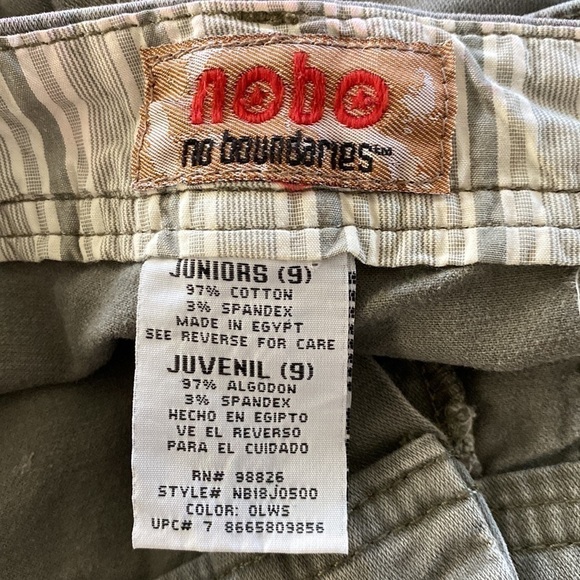 nobo
no boundaries™
JUNIORS (9)
97% COTTON
3% SPANDEX
MADE IN EGYPT
SEE REVERSE FOR CARE
JUVENIL (9)
97% ALGODON
3% SPANDEX
HECHO EN EGIPTO
VE EL REVERSO
PARA EL CUIDADO
RN# 98826
STYLE# NB18J0500
COLOR: OLWS
UPC# 7 8665809856